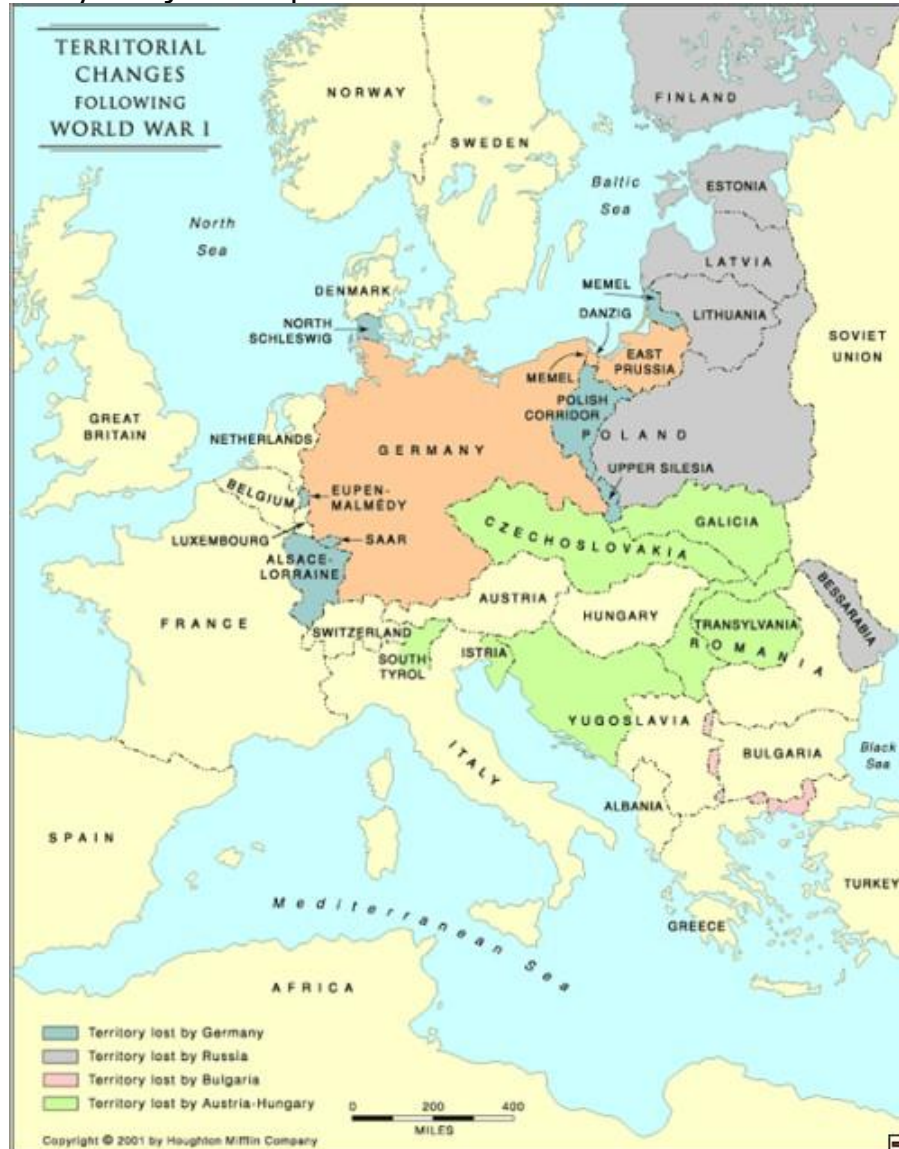 TERRITORIAL
CHANGES
FOLLOWING
WORLD WAR I
NORWAY
SWEDEN
FINLAND
Baltic
Sea
ESTONIA
North
Sea
LATVIA
MEMEL
DENMARK
DANZIG
LITHUANIA
NORTH
SCHLESWIG
SOVIET
UNION
EAST
PRUSSIA
MEMEL
POLISH
CORRIDOR
GREAT
BRITAIN
NETHERLANDS
GERMANY
POLAND
UPPER SILESIA
BELGIUM
EUPEN-
MALMÉDY
GALICIA
CZECHOSLOVAKIA
LUXEMBOURG
SAAR
ALSACE-
LORRAINE
BESSARABIA
AUSTRIA
HUNGARY
FRANCE
SWITZERLAND
TRANSYLVANIA
ROMANIA
SOUTH
TYROL
ISTRIA
YUGOSLAVIA
ITALY
BULGARIA
Black
Sea
ALBANIA
SPAIN
TURKEY
Mediterranean Sea
GREECE
AFRICA
Territory lost by Germany
Territory lost by Russia
Territory lost by Bulgaria
Territory lost by Austria-Hungary
0 200 400
MILES
Copyright © 2001 by Houghton Mifflin Company